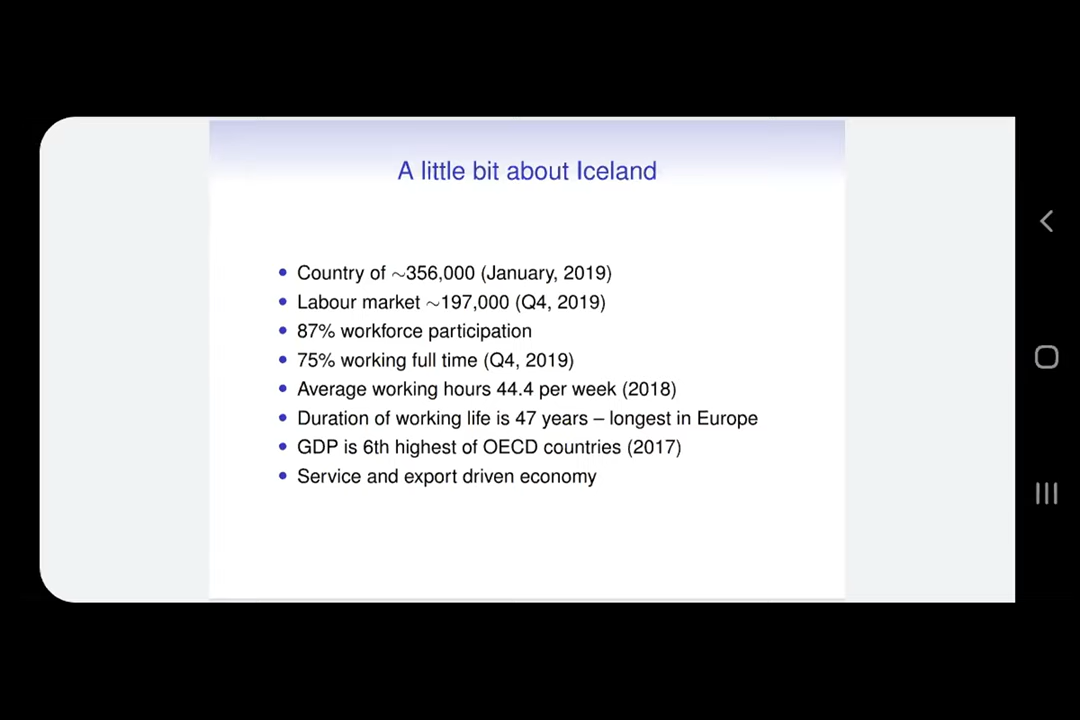 A little bit about Iceland
• Country of ~356,000 (January, 2019)
• Labour market ~197,000 (Q4, 2019)
• 87% workforce participation
• 75% working full time (Q4, 2019)
• Average working hours 44.4 per week (2018)
• Duration of working life is 47 years – longest in Europe
• GDP is 6th highest of OECD countries (2017)
• Service and export driven economy